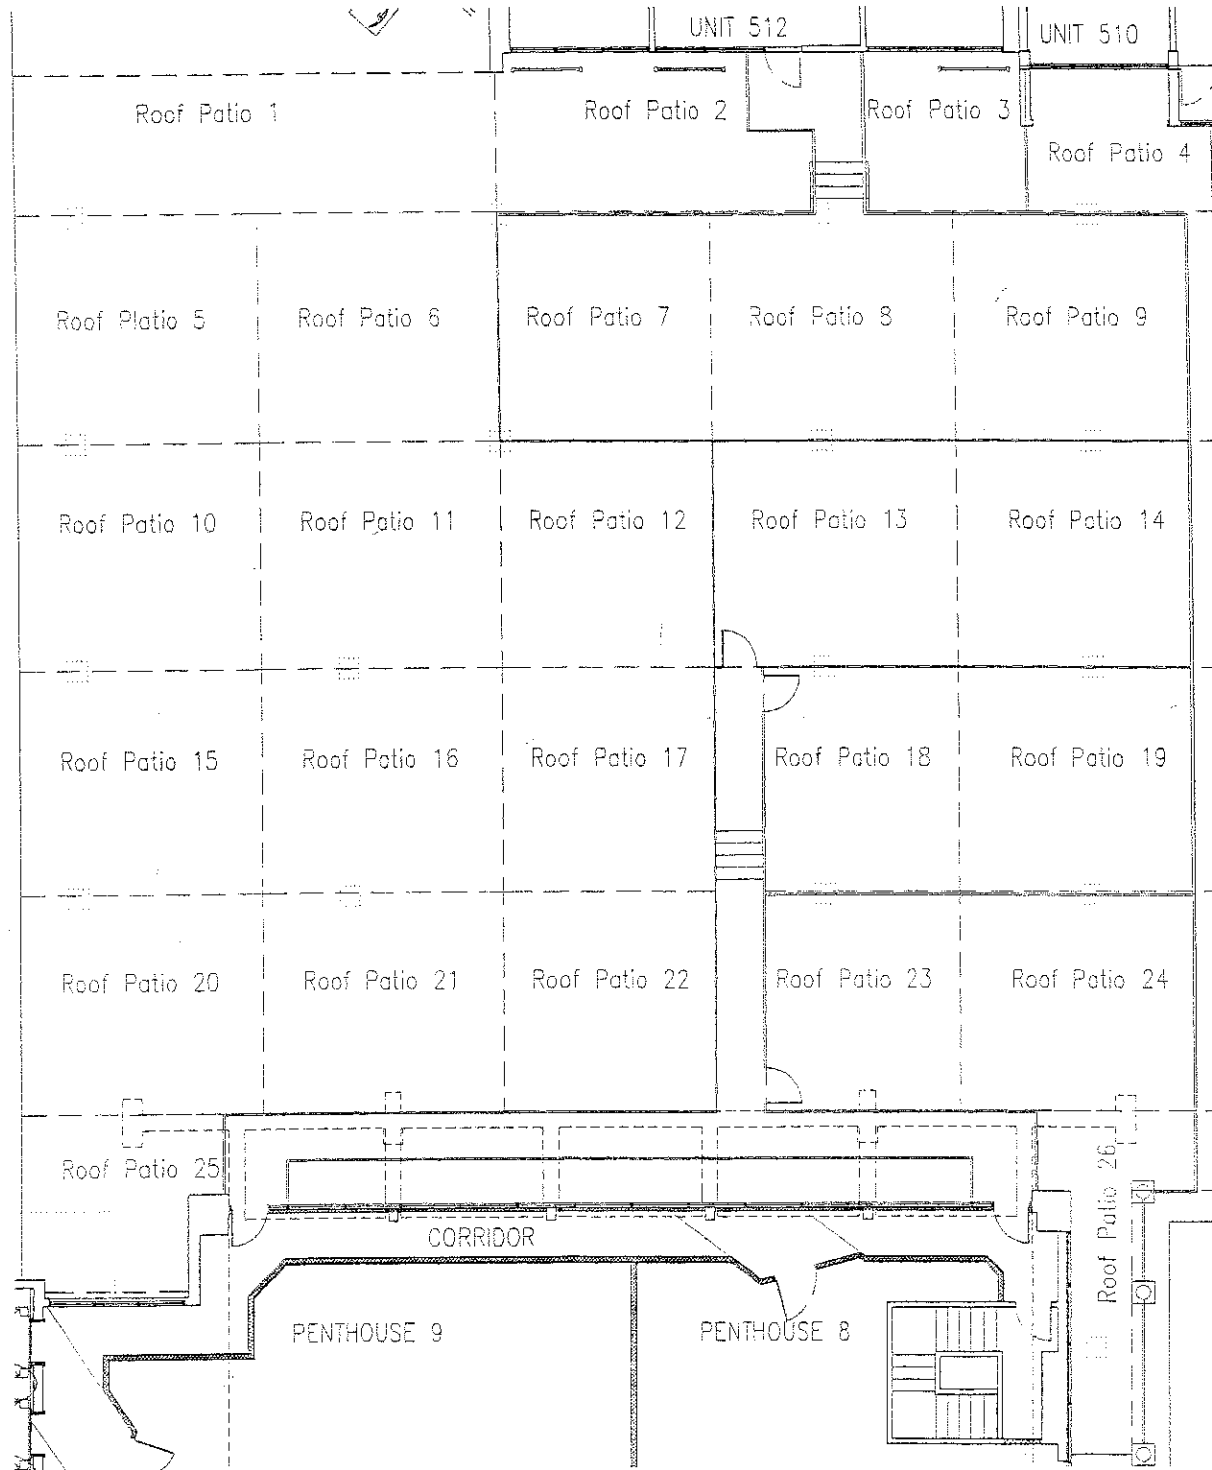 UNIT 512
UNIT 510
Roof Patio 1
Roof Patio 2
Roof Patio 3
Roof Patio 4
Roof Platio 5
Roof Patio 6
Roof Patio 7
Roof Patio 8
Roof Patio 9
Roof Patio 10
Roof Patio 11
Roof Patio 12
Roof Patio 13
Roof Patio 14
Roof Patio 15
Roof Patio 16
Roof Patio 17
Roof Patio 18
Roof Patio 19
Roof Patio 20
Roof Patio 21
Roof Patio 22
Roof Patio 23
Roof Patio 24
Roof Patio 25
Roof Patio 26
CORRIDOR
PENTHOUSE 9
PENTHOUSE 8